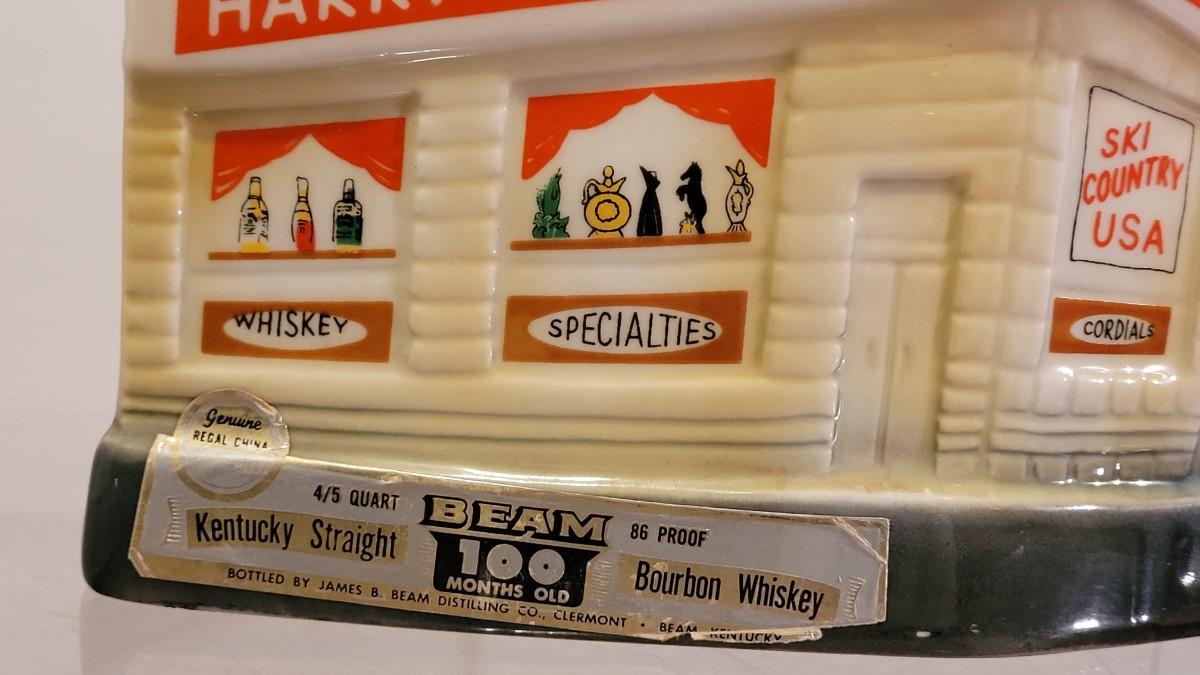 HARRY
SKI
COUNTRY
USA
WHISKEY
SPECIALTIES
CORDIALS
Genuine
REGAL CHINA
4/5 QUART
BEAM
86 PROOF
Kentucky Straight
100
MONTHS OLD
Bourbon Whiskey
BOTTLED BY JAMES B. BEAM DISTILLING CO., CLERMONT • BEAM, KENTUCKY